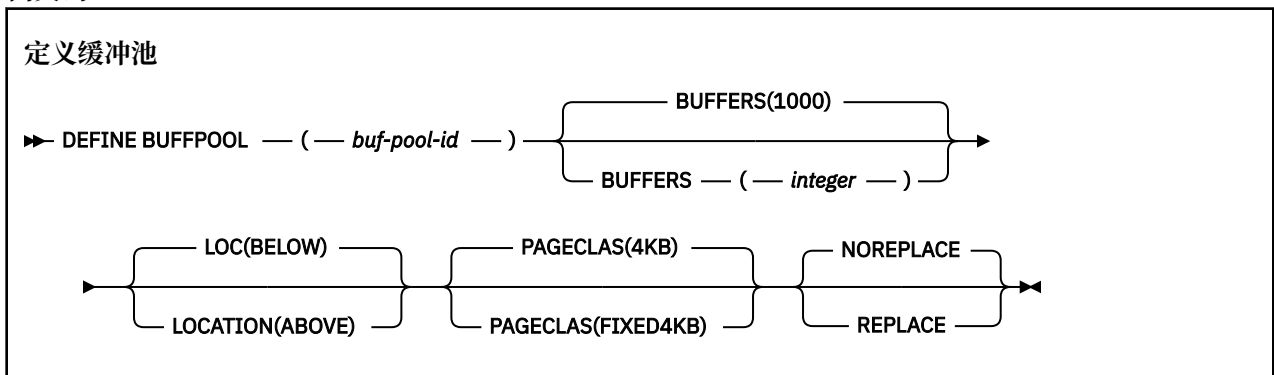 定义缓冲池
BUFFERS(1000)
DEFINE BUFFPOOL ( buf-pool-id )
BUFFERS ( integer )
LOC(BELOW) PAGECLAS(4KB) NOREPLACE
LOCATION(ABOVE) PAGECLAS(FIXED4KB) REPLACE